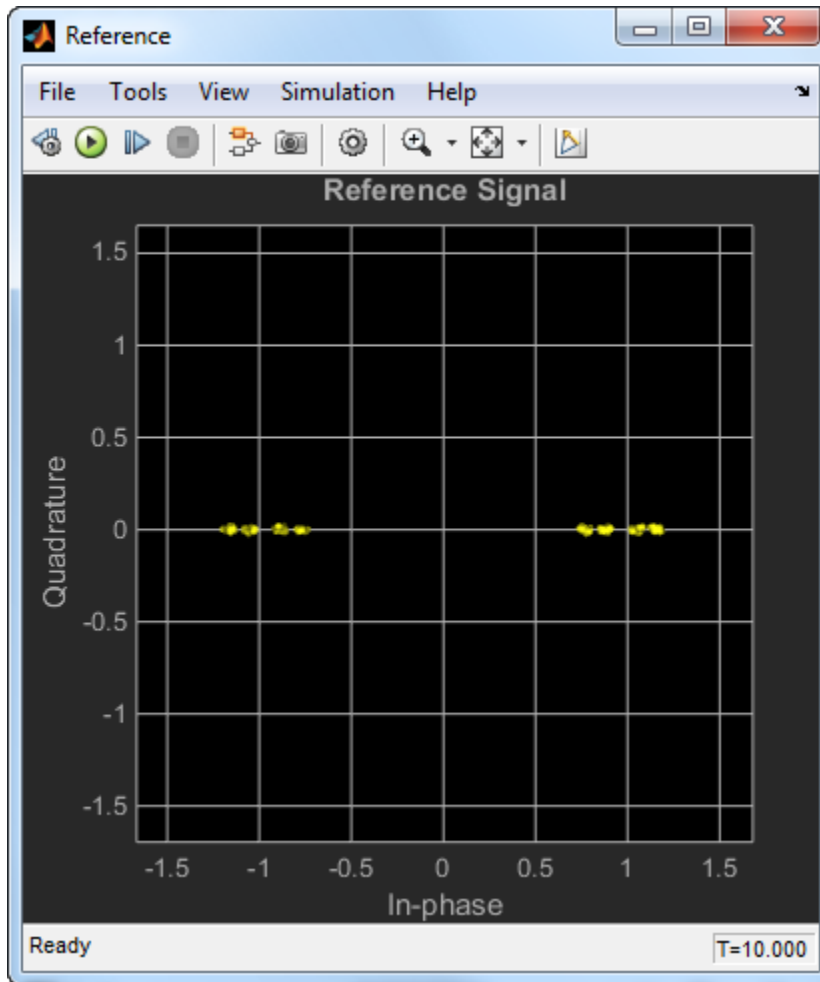 Reference
File Tools View Simulation Help
Reference Signal
1.5
1
0.5
0
-0.5
-1
-1.5
Quadrature
-1.5 -1 -0.5 0 0.5 1 1.5
In-phase
Ready T=10.000